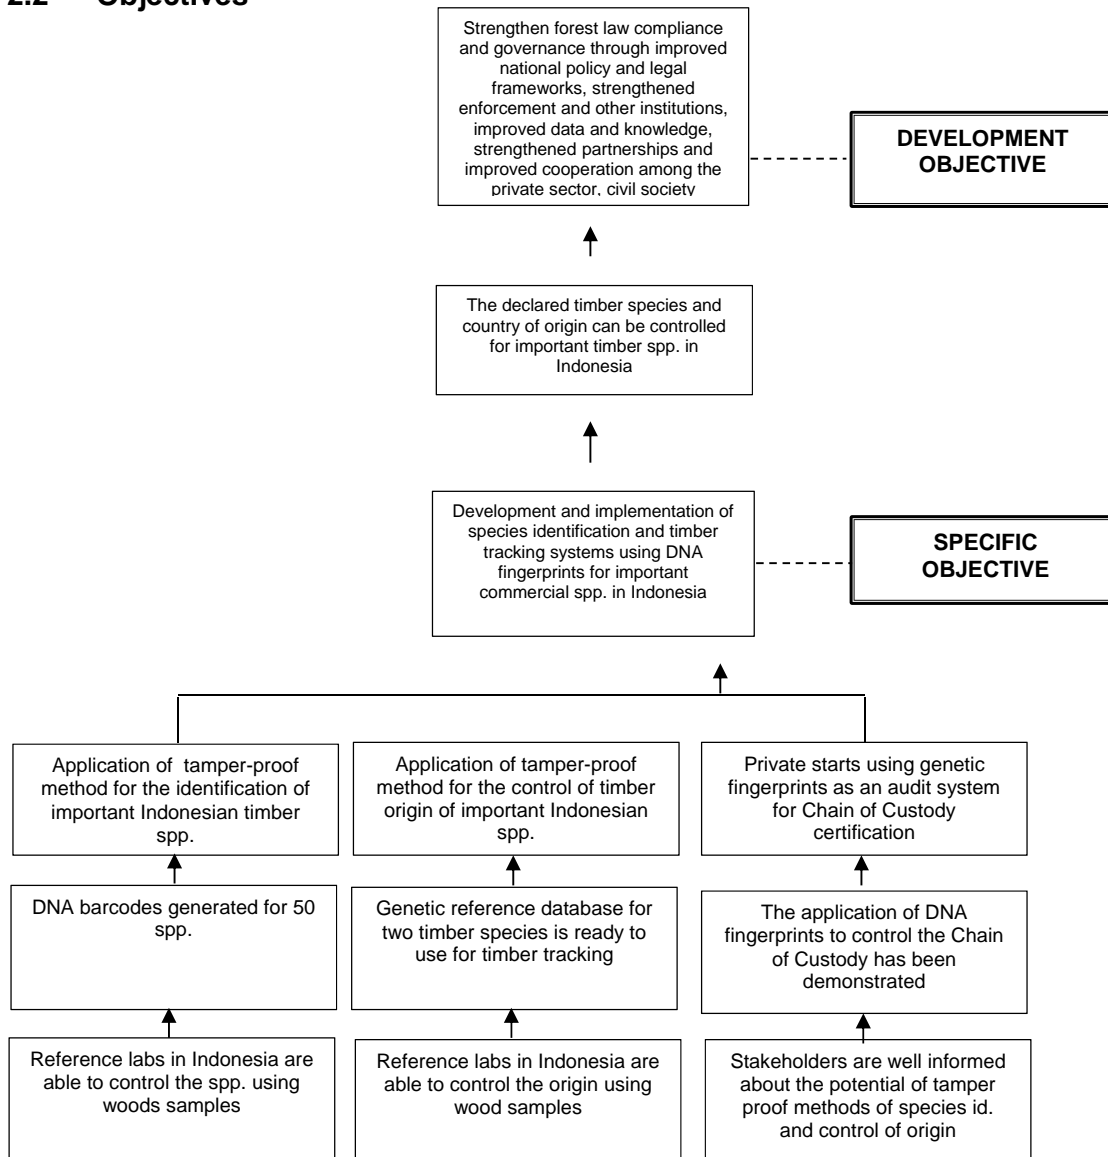 2.2 Objectives
Strengthen forest law compliance
and governance through improved
national policy and legal
frameworks, strengthened
enforcement and other institutions,
improved data and knowledge,
strengthened partnerships and
improved cooperation among the
private sector, civil society
DEVELOPMENT
OBJECTIVE
The declared timber species and
country of origin can be controlled
for important timber spp. in
Indonesia
Development and implementation of
species identification and timber
tracking systems using DNA
fingerprints for important
commercial spp. in Indonesia
SPECIFIC
OBJECTIVE
Application of tamper-proof
method for the identification of
important Indonesian timber
spp.
Application of tamper-proof
method for the control of timber
origin of important Indonesian
spp.
Private starts using genetic
fingerprints as an audit system
for Chain of Custody
certification
DNA barcodes generated for 50
spp.
Genetic reference database for
two timber species is ready to
use for timber tracking
The application of DNA
fingerprints to control the Chain
of Custody has been
demonstrated
Reference labs in Indonesia are
able to control the spp. using
woods samples
Reference labs in Indonesia are
able to control the origin using
wood samples
Stakeholders are well informed
about the potential of tamper
proof methods of species id.
and control of origin